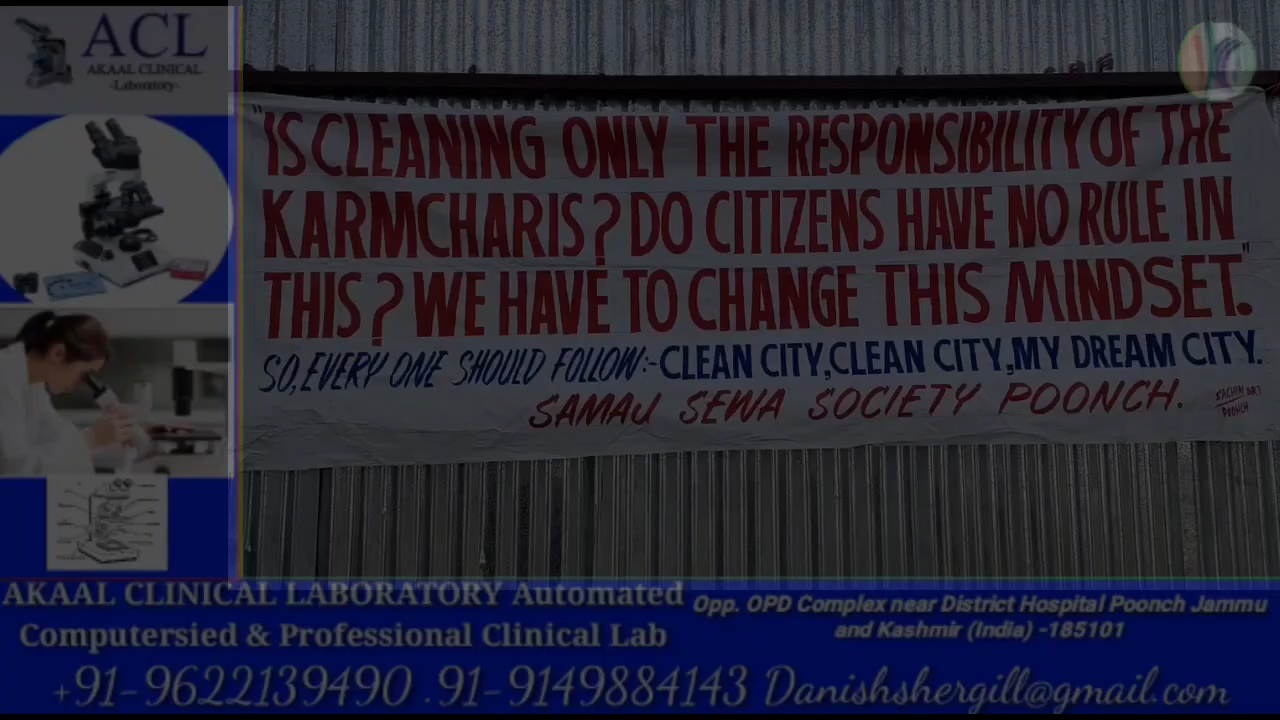 ACL
AKAAL CLINICAL
-Laboratory-
"IS CLEANING ONLY THE RESPONSIBILITY OF THE
KARMCHARIS? DO CITIZENS HAVE NO RULE IN
THIS? WE HAVE TO CHANGE THIS MINDSET."
SO, EVERY ONE SHOULD FOLLOW:-CLEAN CITY,CLEAN CITY,MY DREAM CITY.
SAMAJ SEWA SOCIETY POONCH.
SACHIN ART
POONCH
AKAAL CLINICAL LABORATORY Automated
Computersied & Professional Clinical Lab
Opp. OPD Complex near District Hospital Poonch Jammu
and Kashmir (India) -185101
+91-9622139490 .91-9149884143 Danishshergill@gmail.com